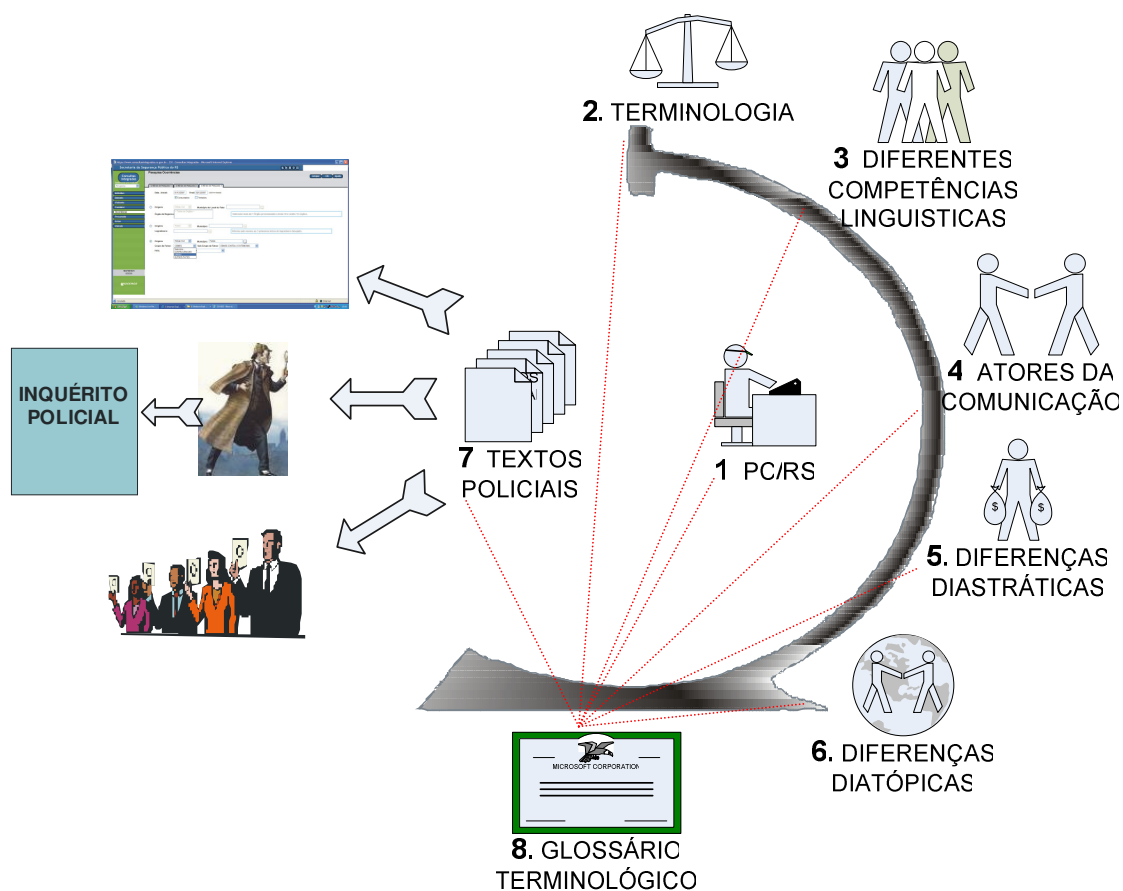 2. TERMINOLOGIA
3 DIFERENTES
COMPETÊNCIAS
LINGUISTICAS
4 ATORES DA
COMUNICAÇÃO
INQUÉRITO
POLICIAL
7 TEXTOS
POLICIAIS
1 PC/RS
$ $
5. DIFERENÇAS
DIASTRÁTICAS
6. DIFERENÇAS
DIATÓPICAS
MICROSOFT CORPORATION
8. GLOSSÁRIO
TERMINOLÓGICO